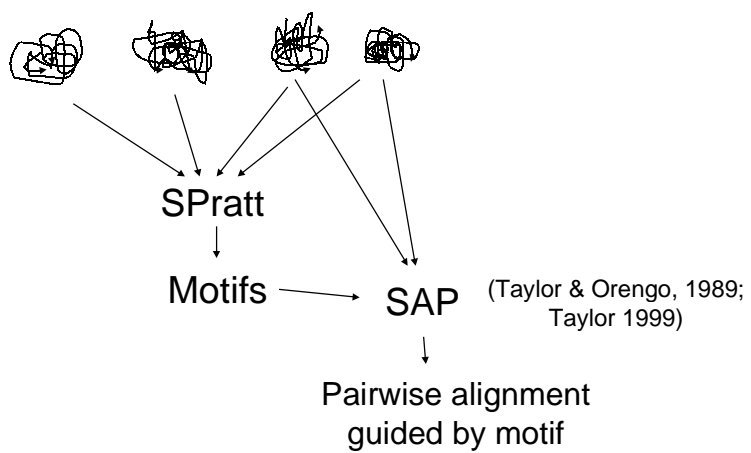 SPratt
Motifs
SAP
(Taylor & Orengo, 1989;
Taylor 1999)
Pairwise alignment
guided by motif